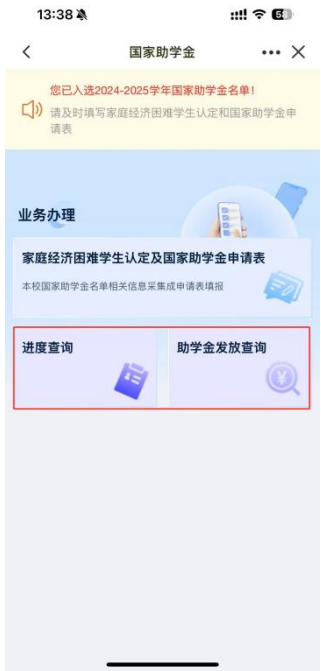 13:38
53
国家助学金
您已入选2024-2025学年国家助学金名单！
请及时填写家庭经济困难学生认定和国家助学金申
请表
业务办理
家庭经济困难学生认定及国家助学金申请表
本校国家助学金名单相关信息采集成申请表填报
进度查询
助学金发放查询